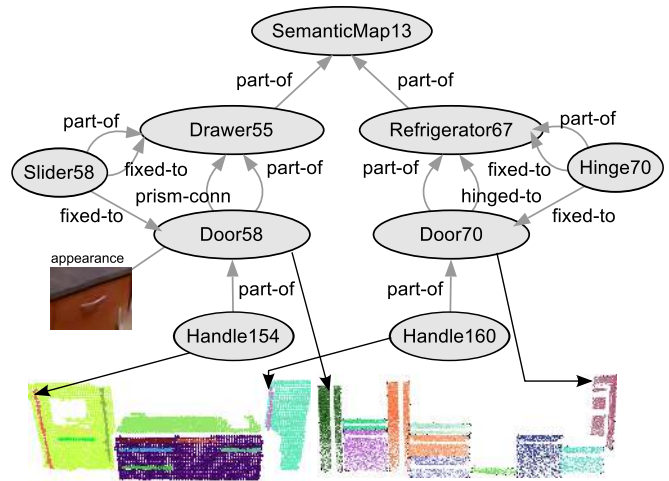 SemanticMap13
part-of
part-of
part-of
Drawer55
Refrigerator67
part-of
Slider58
fixed-to
part-of
part-of
fixed-to
Hinge70
prism-conn
hinged-to
fixed-to
fixed-to
Door58
Door70
appearance
part-of
part-of
Handle154
Handle160